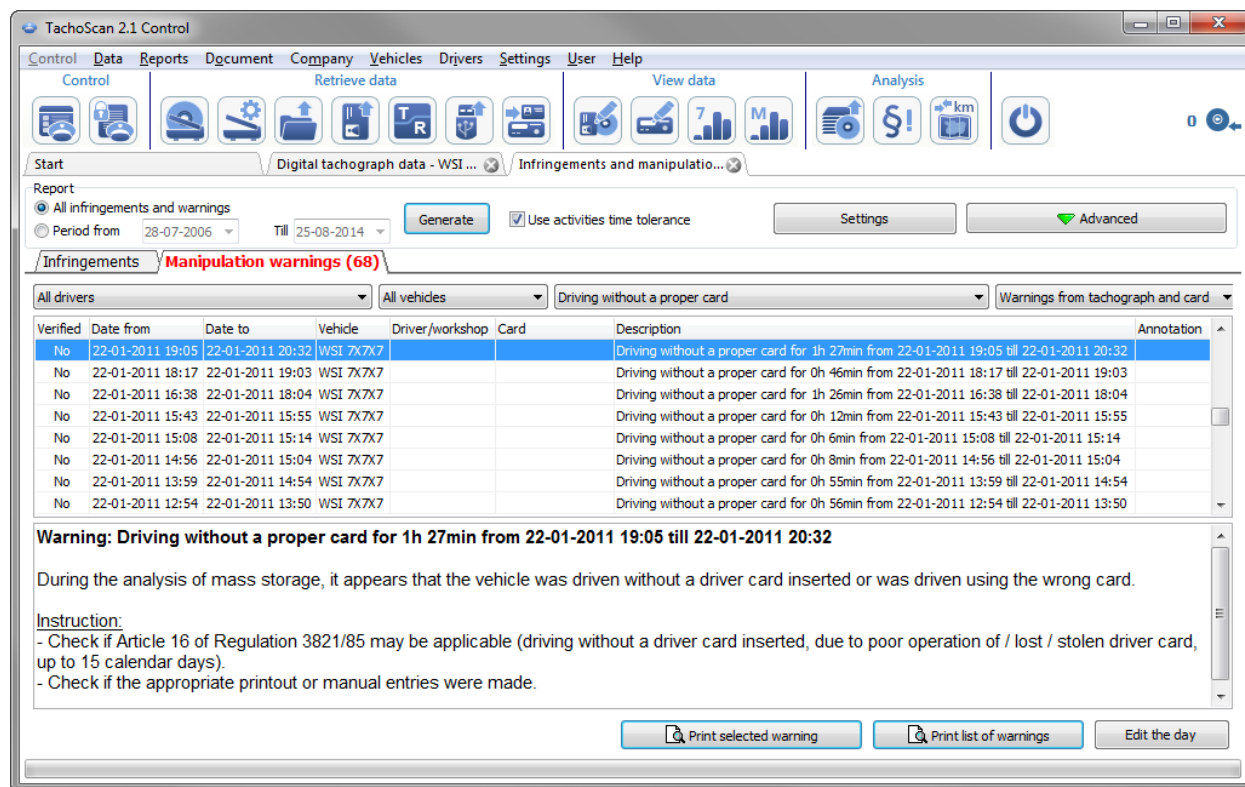 TachoScan 2.1 Control
Control Data Reports Document Company Vehicles Drivers Settings User Help
Control Retrieve data View data Analysis
T R 7 M §! km 0
Start Digital tachograph data - WSI ... Infringements and manipulatio...
Report
All infringements and warnings
Period from 28-07-2006 Till 25-08-2014 Generate Use activities time tolerance Settings Advanced
Infringements Manipulation warnings (68)
All drivers All vehicles Driving without a proper card Warnings from tachograph and card
Verified Date from Date to Vehicle Driver/workshop Card Description Annotation
No 22-01-2011 19:05 22-01-2011 20:32 WSI 7X7X7 Driving without a proper card for 1h 27min from 22-01-2011 19:05 till 22-01-2011 20:32
No 22-01-2011 18:17 22-01-2011 19:03 WSI 7X7X7 Driving without a proper card for 0h 46min from 22-01-2011 18:17 till 22-01-2011 19:03
No 22-01-2011 16:38 22-01-2011 18:04 WSI 7X7X7 Driving without a proper card for 1h 26min from 22-01-2011 16:38 till 22-01-2011 18:04
No 22-01-2011 15:43 22-01-2011 15:55 WSI 7X7X7 Driving without a proper card for 0h 12min from 22-01-2011 15:43 till 22-01-2011 15:55
No 22-01-2011 15:08 22-01-2011 15:14 WSI 7X7X7 Driving without a proper card for 0h 6min from 22-01-2011 15:08 till 22-01-2011 15:14
No 22-01-2011 14:56 22-01-2011 15:04 WSI 7X7X7 Driving without a proper card for 0h 8min from 22-01-2011 14:56 till 22-01-2011 15:04
No 22-01-2011 13:59 22-01-2011 14:54 WSI 7X7X7 Driving without a proper card for 0h 55min from 22-01-2011 13:59 till 22-01-2011 14:54
No 22-01-2011 12:54 22-01-2011 13:50 WSI 7X7X7 Driving without a proper card for 0h 56min from 22-01-2011 12:54 till 22-01-2011 13:50
Warning: Driving without a proper card for 1h 27min from 22-01-2011 19:05 till 22-01-2011 20:32
During the analysis of mass storage, it appears that the vehicle was driven without a driver card inserted or was driven using the wrong card.
Instruction:
- Check if Article 16 of Regulation 3821/85 may be applicable (driving without a driver card inserted, due to poor operation of / lost / stolen driver card,
up to 15 calendar days).
- Check if the appropriate printout or manual entries were made.
Print selected warning Print list of warnings Edit the day